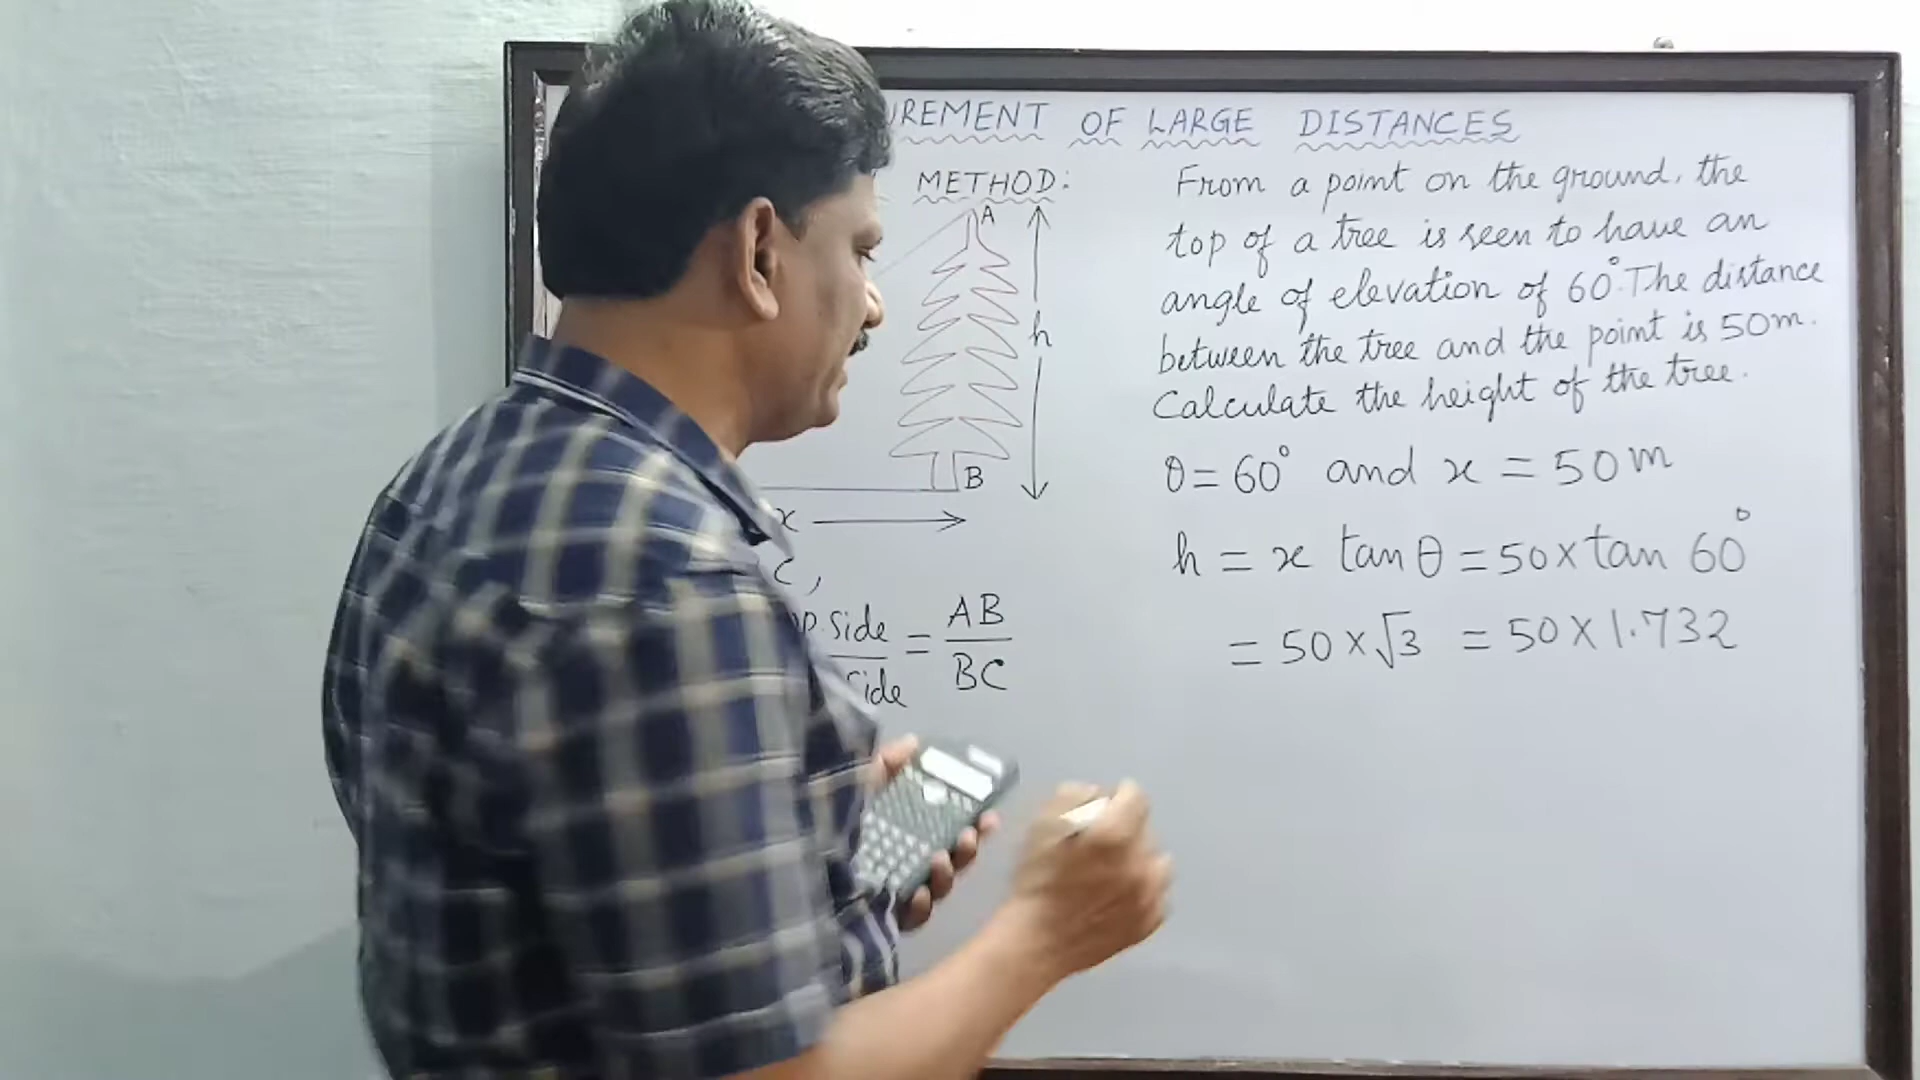 OF LARGE DISTANCES
METHOD:
A
h
B
x
C,
side = AB
side BC
From a point on the ground, the
top of a tree is seen to have an
angle of elevation of 60°. The distance
between the tree and the point is 50m.
Calculate the height of the tree.
θ = 60° and x = 50m
h = x tan θ = 50 × tan 60°
= 50 × √3 = 50 × 1.732